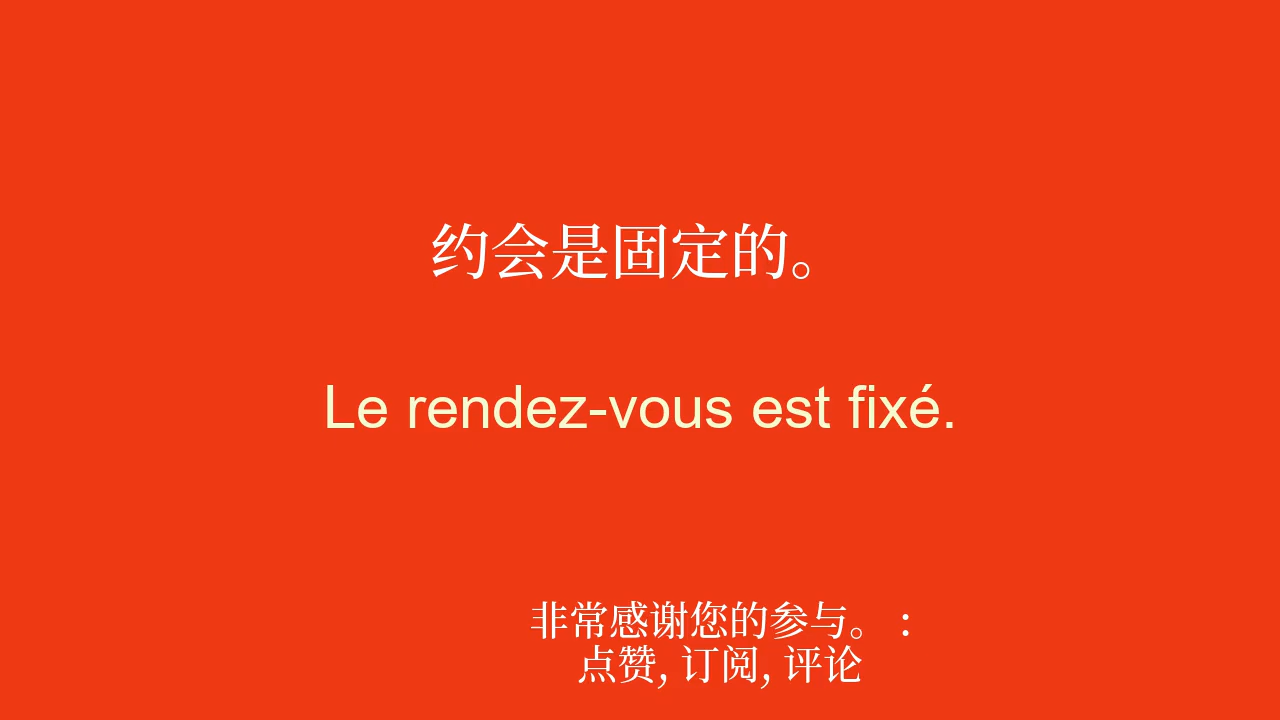 约会是固定的。
Le rendez-vous est fixé.
非常感谢您的参与。 :
点赞, 订阅, 评论